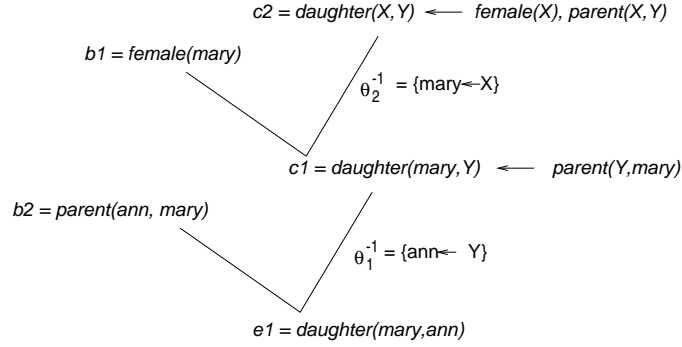 c2 = daughter(X,Y) ← female(X), parent(X,Y)
b1 = female(mary)
θ₂⁻¹ = {mary←X}
c1 = daughter(mary,Y) ← parent(Y,mary)
b2 = parent(ann, mary)
θ₁⁻¹ = {ann← Y}
e1 = daughter(mary,ann)